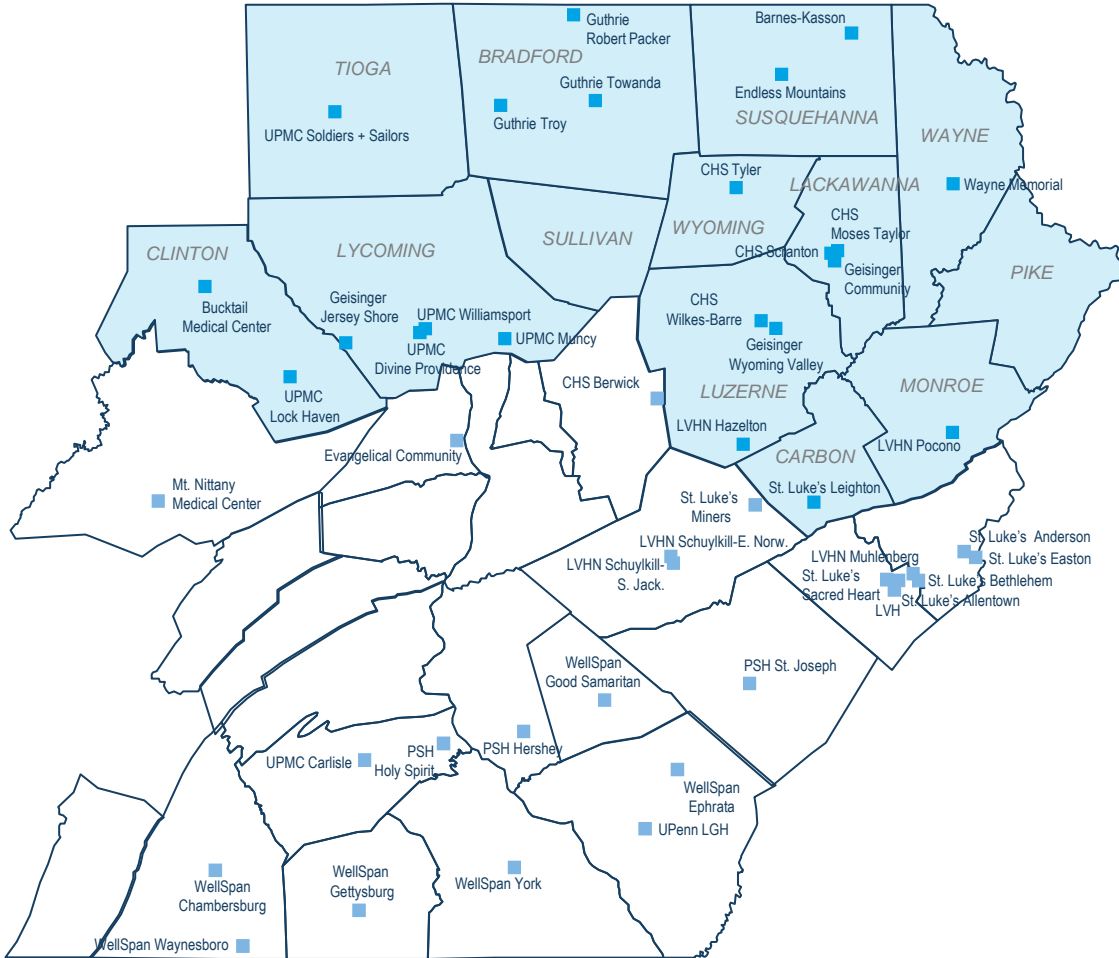 Barnes-Kasson
Guthrie
Robert Packer
BRADFORD
TIOGA
Guthrie Towanda
Endless Mountains
Guthrie Troy
SUSQUEHANNA
UPMC Soldiers + Sailors
WAYNE
CHS Tyler
LACKAWANNA
Wayne Memorial
CHS
Moses Taylor
WYOMING
SULLIVAN
LYCOMING
CLINTON
CHS Scranton
Geisinger
Community
PIKE
Bucktail
Medical Center
Geisinger
Jersey Shore
UPMC Williamsport
CHS
Wilkes-Barre
UPMC Muncy
UPMC
Divine Providence
Geisinger
Wyoming Valley
CHS Berwick
LUZERNE
MONROE
UPMC
Lock Haven
LVHN Hazelton
LVHN Pocono
Evangelical Community
CARBON
Mt. Nittany
Medical Center
St. Luke's Leighton
St. Luke's
Miners
LVHN Schuylkill-E. Norw.
LVHN Schuylkill-
S. Jack.
St. Luke's Anderson
LVHN Muhlenberg
St. Luke's Easton
St. Luke's
Sacred Heart
St. Luke's Bethlehem
St. Luke's Allentown
LVH
WellSpan
Good Samaritan
PSH St. Joseph
PSH Hershey
PSH
Holy Spirit
UPMC Carlisle
WellSpan
Ephrata
UPenn LGH
WellSpan
Gettysburg
WellSpan
Chambersburg
WellSpan York
WellSpan Waynesboro